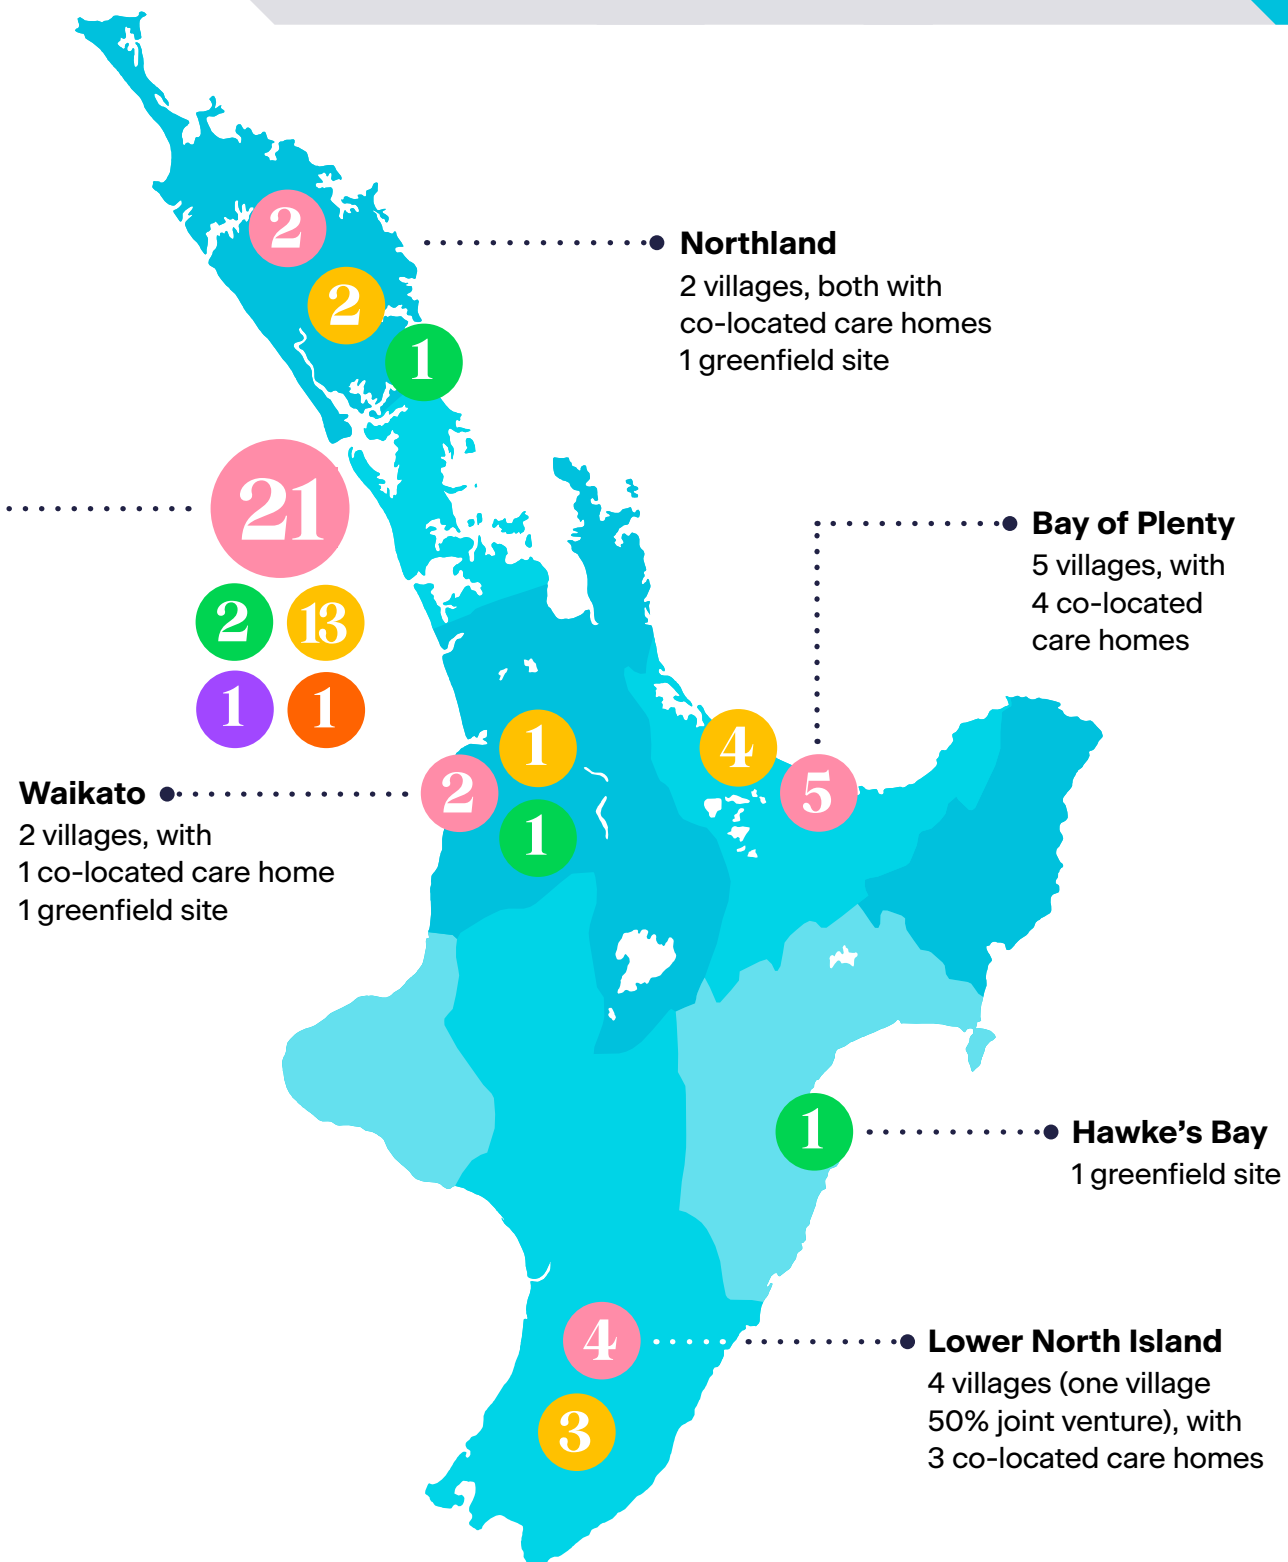 2
Northland
2 villages, both with
co-located care homes
1 greenfield site
2
1
21
2 13
1 1
Bay of Plenty
5 villages, with
4 co-located
care homes
Waikato
2 villages, with
1 co-located care home
1 greenfield site
2
1
1
4
5
1
Hawke’s Bay
1 greenfield site
4
3
Lower North Island
4 villages (one village
50% joint venture), with
3 co-located care homes